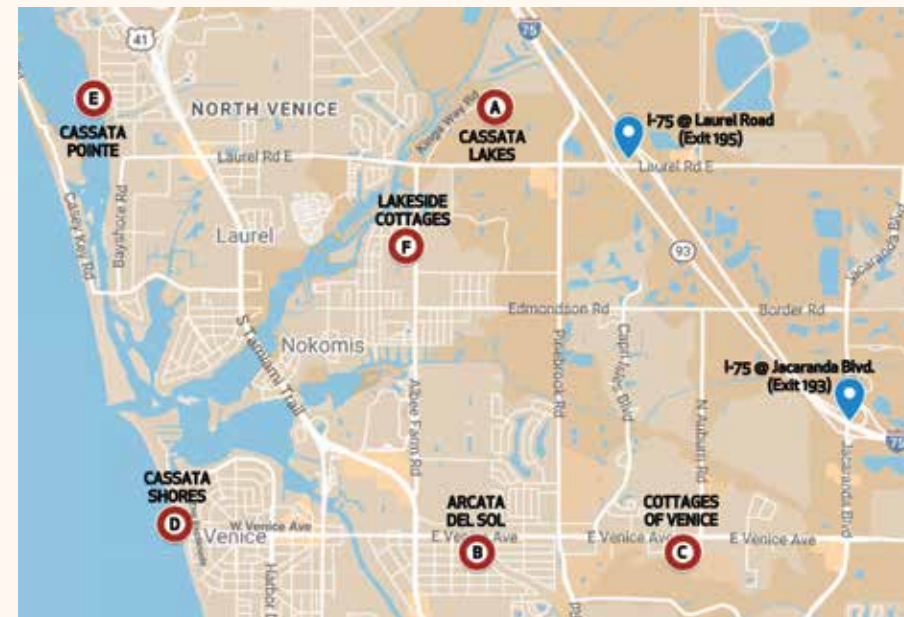 41
75
E
CASSATA
POINTE
NORTH VENICE
Kings Way Rd
A
CASSATA
LAKES
I-75 @ Laurel Road
(Exit 195)
Laurel Rd E
Laurel Rd E
LAKESIDE
COTTAGES
F
Casey Key Rd
Bayshore Rd
Laurel
93
Jacaranda Blvd
Edmondson Rd
Border Rd
Nokomis
S Tamiami Trail
Albee Farm Rd
Pinebrook Rd
Capri Isles Blvd
N Auburn Rd
I-75 @ Jacaranda Blvd.
(Exit 193)
75
Jacaranda Blvd
CASSATA
SHORES
D
W Venice Ave
Venice
ARCATA
DEL SOL
E Venice Ave
B
COTTAGES
OF VENICE
E Venice Ave
C
E Venice Ave